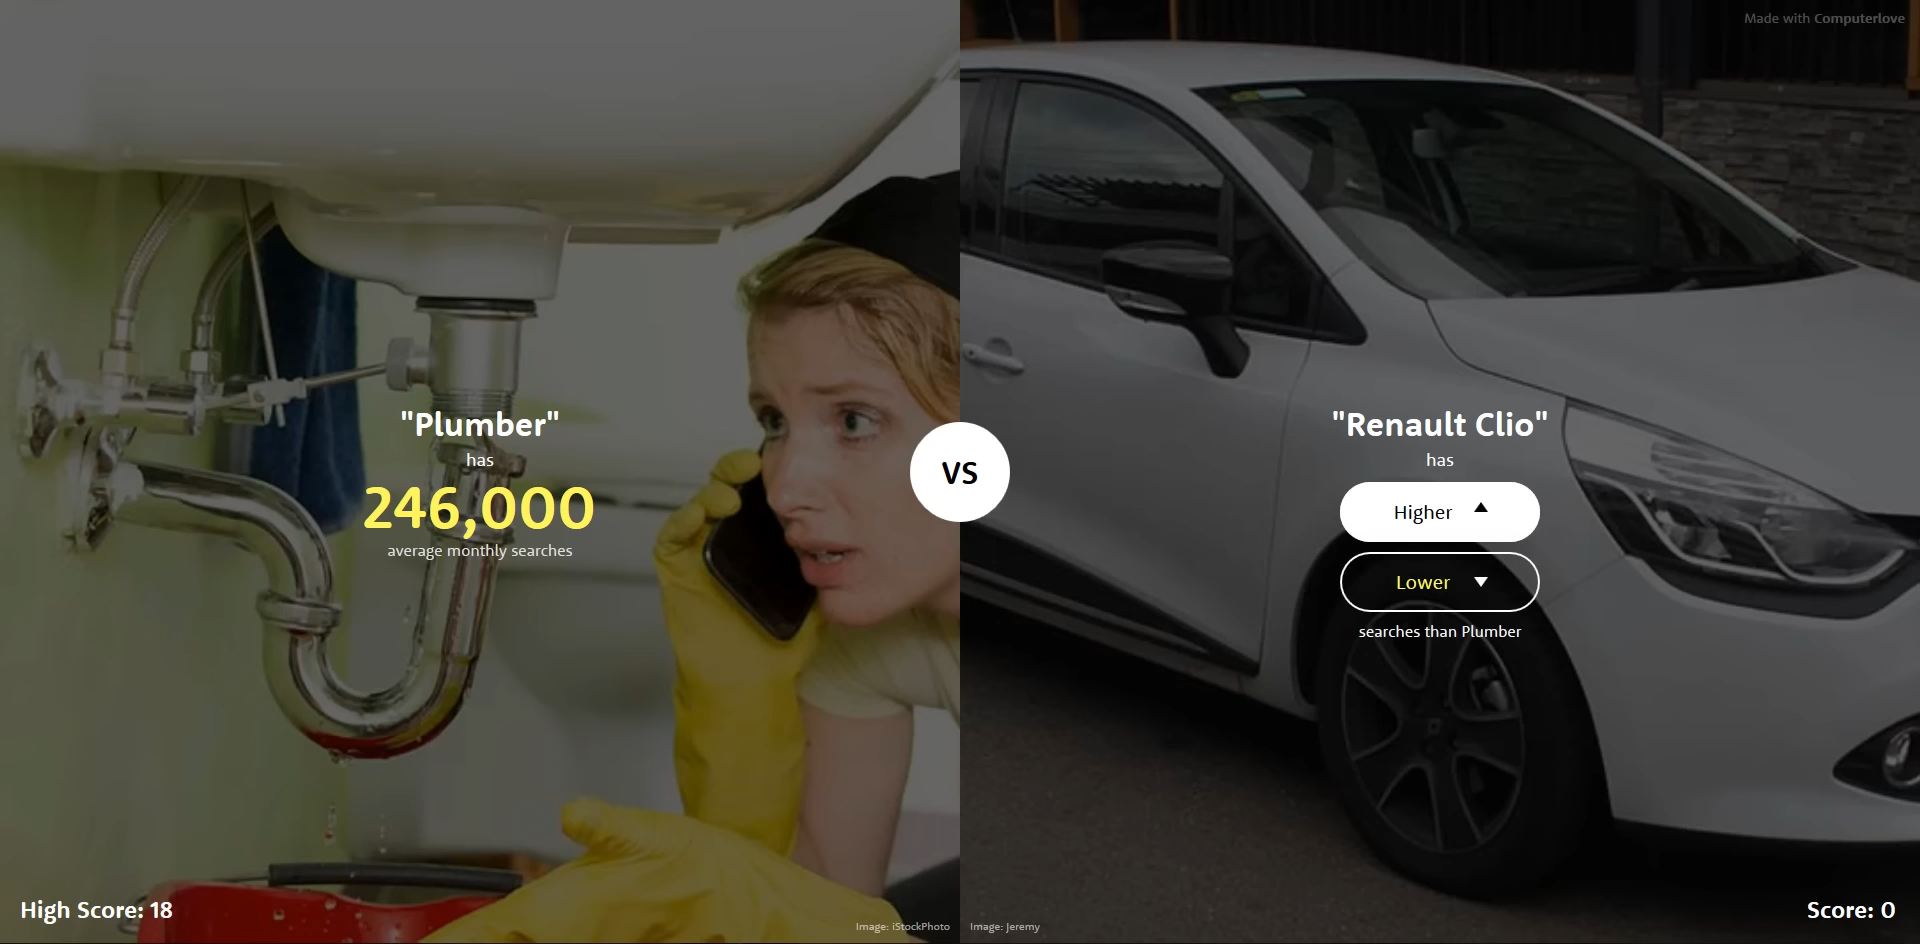 Made with Computerlove
"Plumber"
has
246,000
average monthly searches
VS
"Renault Clio"
has
Higher
Lower
searches than Plumber
High Score: 18
Image: iStockPhoto
Image: Jeremy
Score: 0